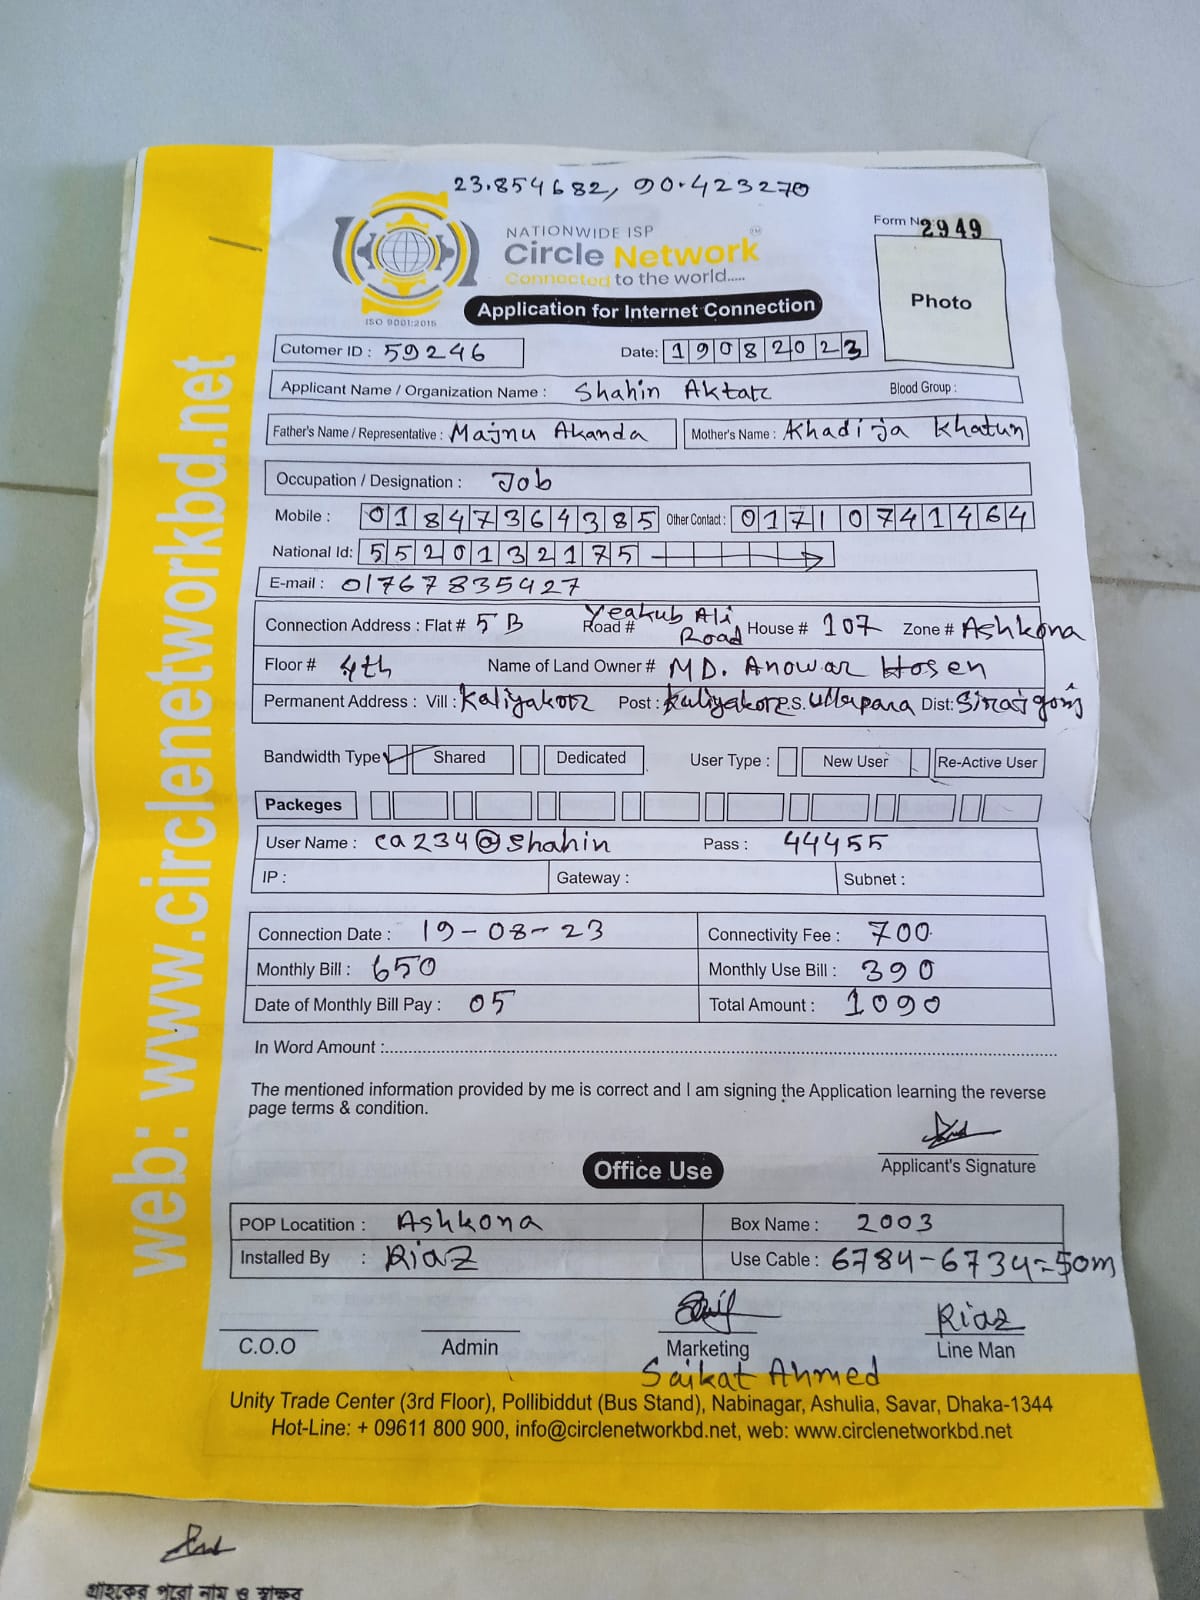 23.854682, 90.423270
NATIONWIDE ISP
Circle Network
Connected to the world.....
ISO 9001:2015
Form No: 2949
Photo
Application for Internet Connection
Cutomer ID : 59246 Date: 19082023
Applicant Name / Organization Name : Shahin Aktar Blood Group :
Father's Name / Representative : Majnu Akanda Mother's Name : Khadija Khatun
Occupation / Designation : Job
Mobile : 01847364385 Other Contact : 01710741464
National Id: 5520132175
E-mail : 01767835427
Connection Address : Flat # 5B Road # Yeakub Ali Road House # 107 Zone # Ashkona
Floor # 4th Name of Land Owner # MD. Anowar Hosen
Permanent Address : Vill : Kaliyakor Post : Kaliyakor P.S. Ullapara Dist: Sirajgonj
Bandwidth Type Shared Dedicated User Type : New User Re-Active User
Packeges
User Name : ca234@shahin Pass : 44455
IP : Gateway : Subnet :
Connection Date : 19-08-23 Connectivity Fee : 700
Monthly Bill : 650 Monthly Use Bill : 390
Date of Monthly Bill Pay : 05 Total Amount : 1090
In Word Amount :
The mentioned information provided by me is correct and I am signing the Application learning the reverse
page terms & condition.
Applicant's Signature
Office Use
POP Locatition : Ashkona Box Name : 2003
Installed By : Riaz Use Cable : 6784-6734=50m
Riaz
C.O.O Admin Marketing Line Man
Saikat Ahmed
Unity Trade Center (3rd Floor), Pollibiddut (Bus Stand), Nabinagar, Ashulia, Savar, Dhaka-1344
Hot-Line: + 09611 800 900, info@circlenetworkbd.net, web: www.circlenetworkbd.net
web: www.circlenetworkbd.net
গ্রাহকের পুরো নাম ও স্বাক্ষর